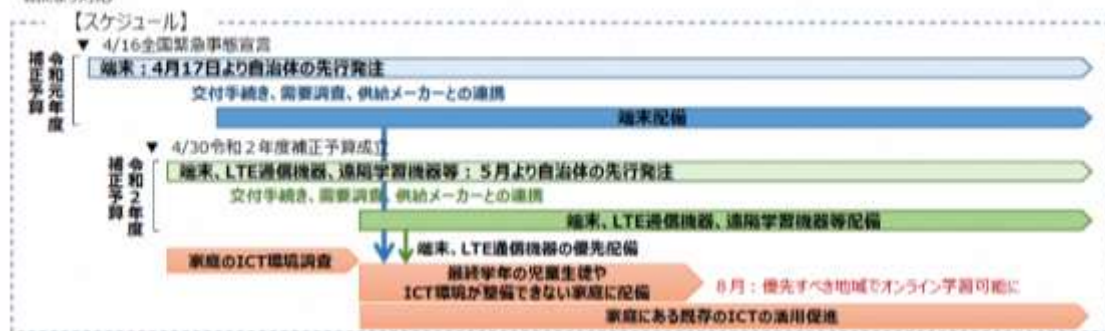 【スケジュール】
▼ 4/16全国緊急事態宣言
令和元年度
補正予算
端末：4月17日より自治体の先行発注
交付手続き、需要調査、供給メーカーとの連携
端末配備
▼ 4/30令和２年度補正予算成立
令和２年度
補正予算
端末、LTE通信機器、遠隔学習機器等：５月より自治体の先行発注
交付手続き、需要調査、供給メーカーとの連携
端末、LTE通信機器、遠隔学習機器等配備
端末、LTE通信機器の優先配備
家庭のICT環境調査
最終学年の児童生徒や
ICT環境が整備できない家庭に配備
８月：優先すべき地域でオンライン学習可能に
家庭にある既存のICTの活用促進